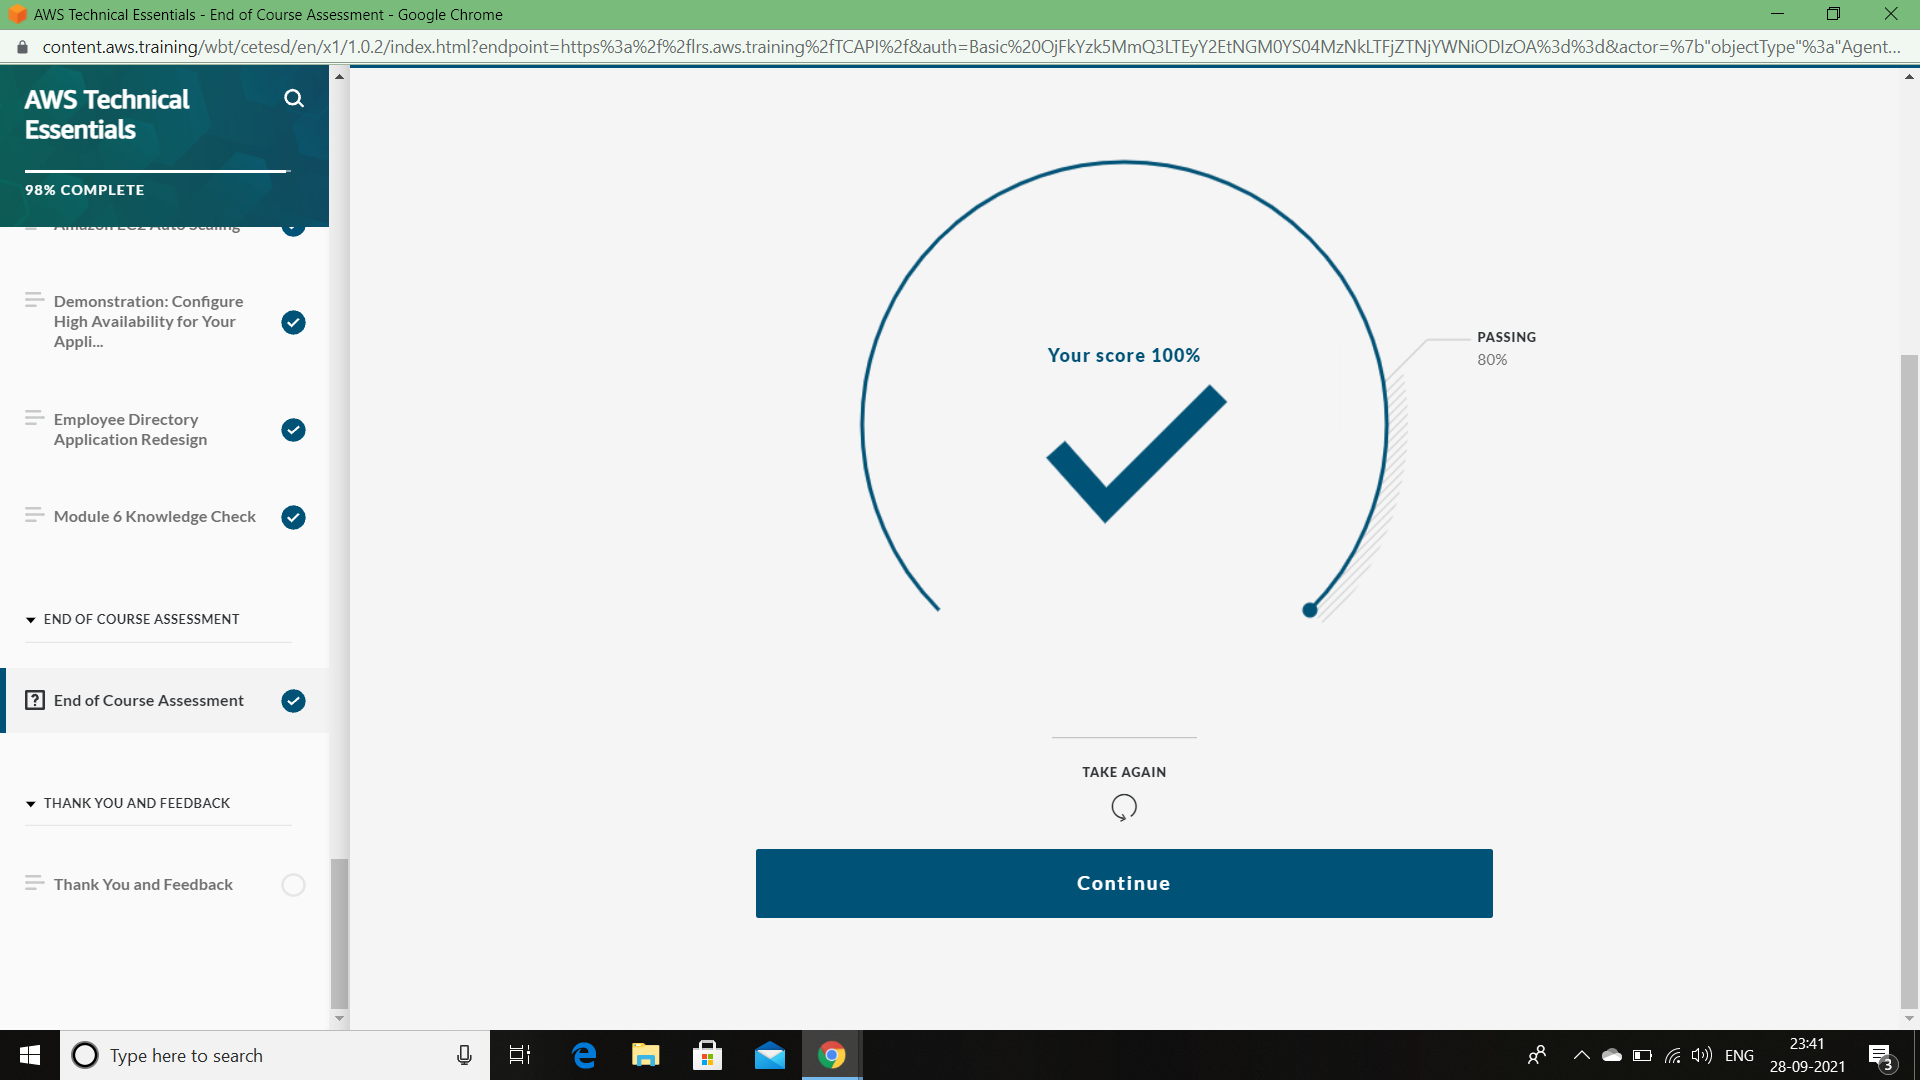 AWS Technical Essentials - End of Course Assessment - Google Chrome
content.aws.training/wbt/cetesd/en/x1/1.0.2/index.html?endpoint=https%3a%2f%2flrs.aws.training%2fTCAPI%2f&auth=Basic%20OjFkYzk5MmQ3LTEyY2EtNGM0YS04MzNkLTFjZTNjYWNiODIzOA%3d%3d&actor=%7b"objectType"%3a"Agent...
AWS Technical
Essentials
98% COMPLETE
Amazon EC2 Auto Scaling
Demonstration: Configure
High Availability for Your
Appli...
Employee Directory
Application Redesign
Module 6 Knowledge Check
END OF COURSE ASSESSMENT
End of Course Assessment
THANK YOU AND FEEDBACK
Thank You and Feedback
Your score 100%
PASSING
80%
TAKE AGAIN
Continue
Type here to search
ENG
23:41
28-09-2021
3